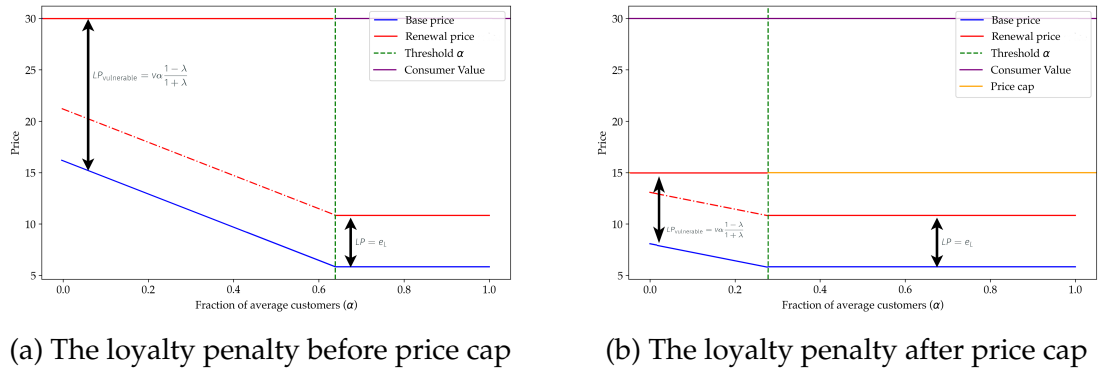 30
25
20
15
10
5
Price
0.0 0.2 0.4 0.6 0.8 1.0
Fraction of average customers (α)
Base price
Renewal price
Threshold α
Consumer Value
LP_vulnerable = vα (1 − λ)/(1 + λ)
LP = e_L
(a) The loyalty penalty before price cap
30
25
20
15
10
5
Price
0.0 0.2 0.4 0.6 0.8 1.0
Fraction of average customers (α)
Base price
Renewal price
Threshold α
Consumer Value
Price cap
LP_vulnerable = vα (1 − λ)/(1 + λ)
LP = e_L
(b) The loyalty penalty after price cap